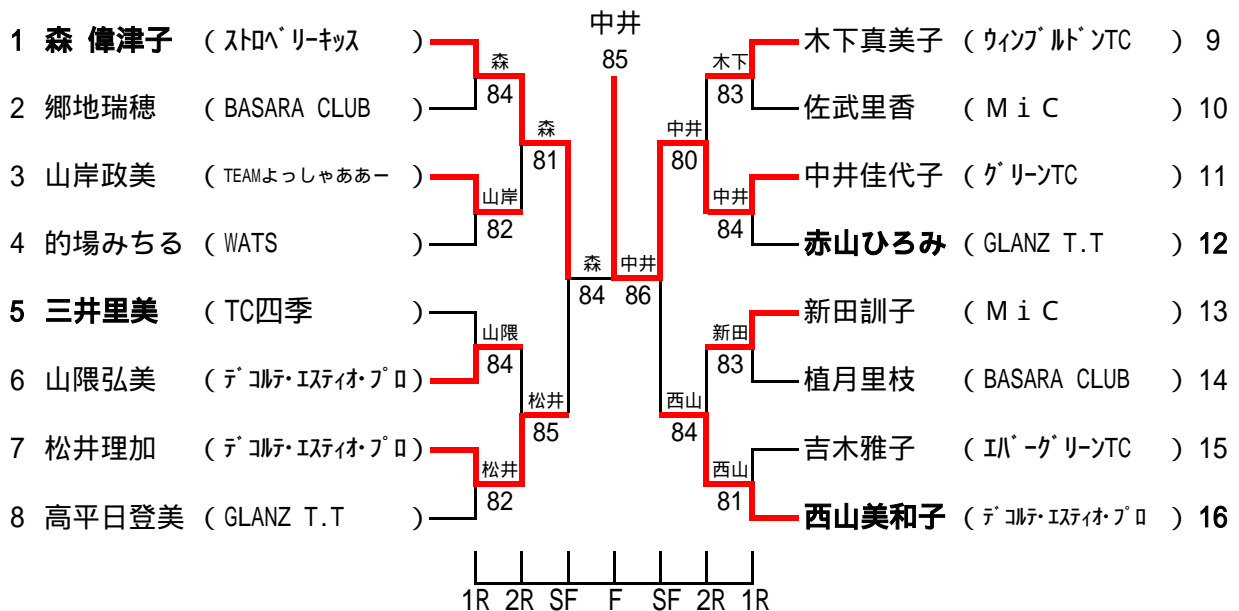 中井
85
1 森 偉津子 ( ｽﾄﾛﾍﾞﾘｰｷｯｽ )
2 郷地瑞穂 ( BASARA CLUB )
3 山岸政美 ( TEAMよっしゃああー )
4 的場みちる ( WATS )
5 三井里美 ( TC四季 )
6 山隈弘美 ( ﾃﾞｺﾙﾃ･ｴｽﾃｨｵ･ﾌﾟﾛ )
7 松井理加 ( ﾃﾞｺﾙﾃ･ｴｽﾃｨｵ･ﾌﾟﾛ )
8 高平日登美 ( GLANZ T.T )
森
84
山岸
82
山隈
84
松井
82
森
81
松井
85
森
84
中井
86
中井
80
西山
84
木下
83
中井
84
新田
83
西山
81
木下真美子 ( ｳｨﾝﾌﾞﾙﾄﾞﾝTC ) 9
佐武里香 ( ＭｉＣ ) 10
中井佳代子 ( ｸﾞﾘｰﾝTC ) 11
赤山ひろみ ( GLANZ T.T ) 12
新田訓子 ( ＭｉＣ ) 13
植月里枝 ( BASARA CLUB ) 14
吉木雅子 ( ｴﾊﾞｰｸﾞﾘｰﾝTC ) 15
西山美和子 ( ﾃﾞｺﾙﾃ･ｴｽﾃｨｵ･ﾌﾟﾛ ) 16
1R 2R SF F SF 2R 1R